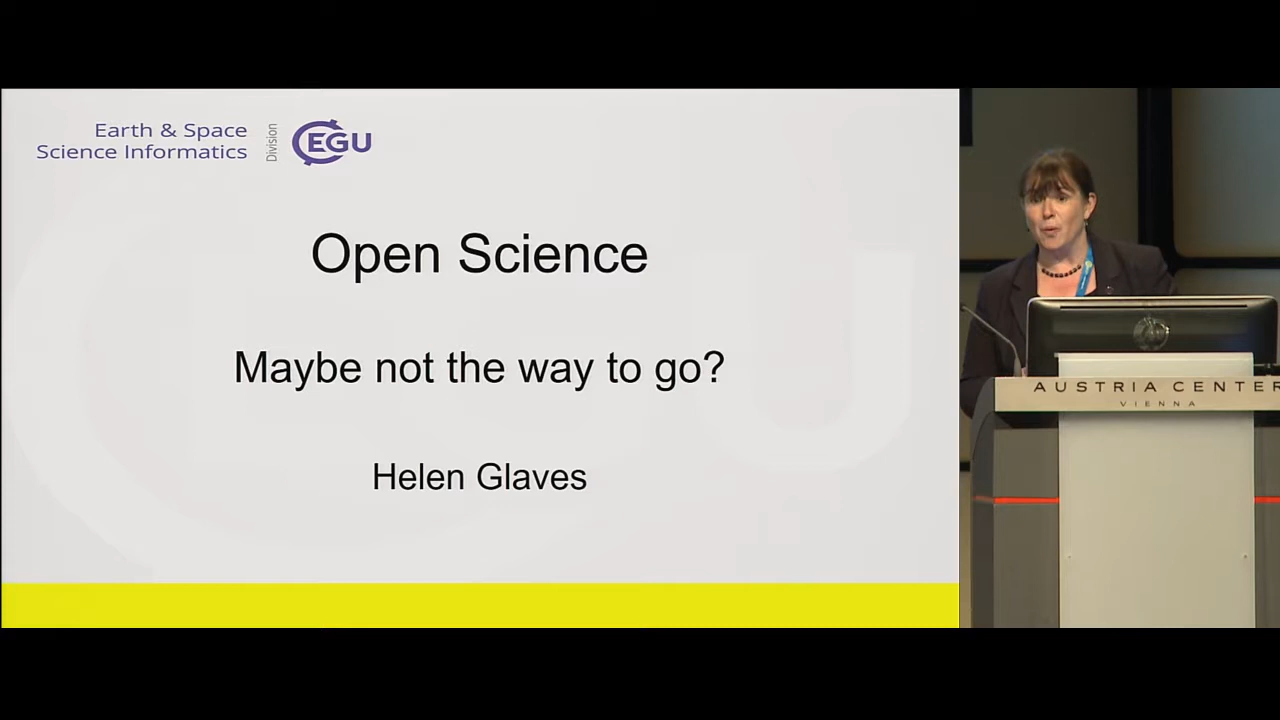 Earth & Space
Science Informatics
Division
EGU
Open Science
Maybe not the way to go?
Helen Glaves
AUSTRIA CENTER
VIENNA